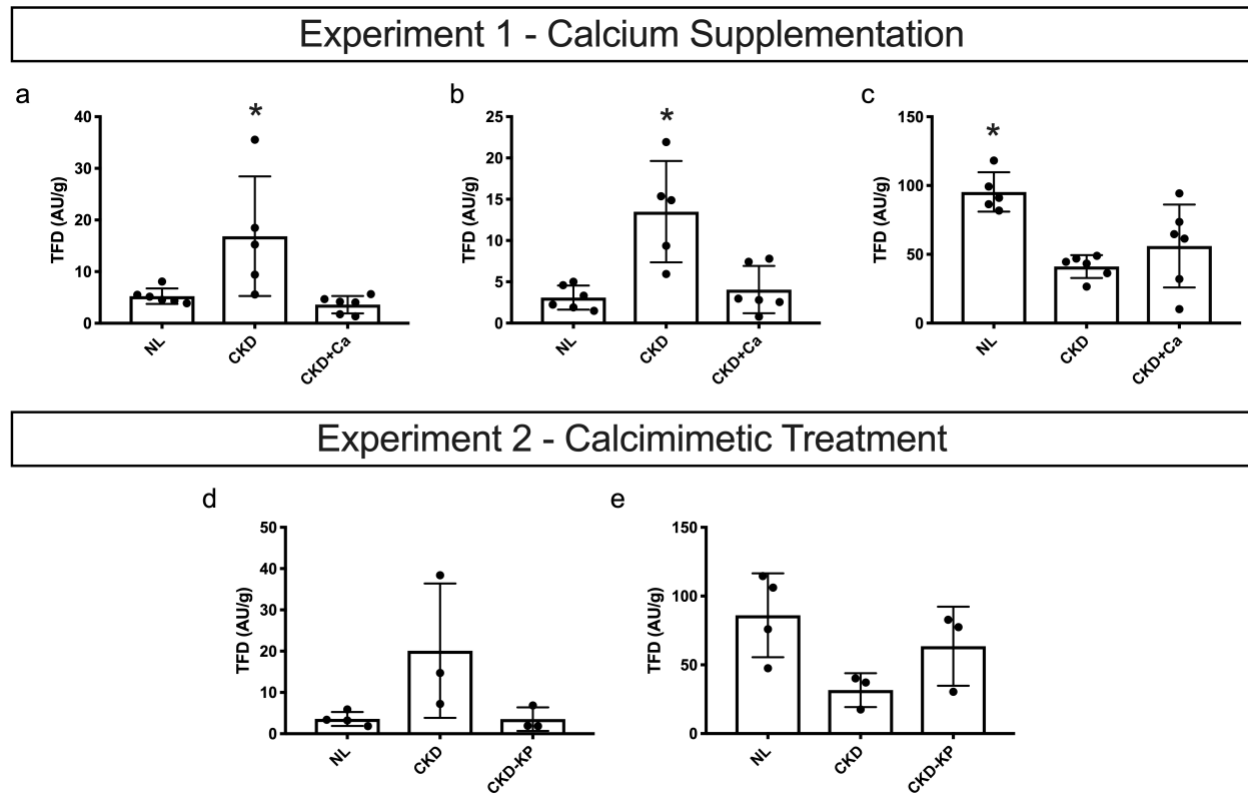 Experiment 1 - Calcium Supplementation
a
TFD (AU/g)
40
30
20
10
0
*
NL
CKD
CKD+Ca
b
TFD (AU/g)
25
20
15
10
5
0
*
NL
CKD
CKD+Ca
c
TFD (AU/g)
150
100
50
0
*
NL
CKD
CKD+Ca
Experiment 2 - Calcimimetic Treatment
d
TFD (AU/g)
50
40
30
20
10
0
NL
CKD
CKD-KP
e
TFD (AU/g)
150
100
50
0
NL
CKD
CKD-KP